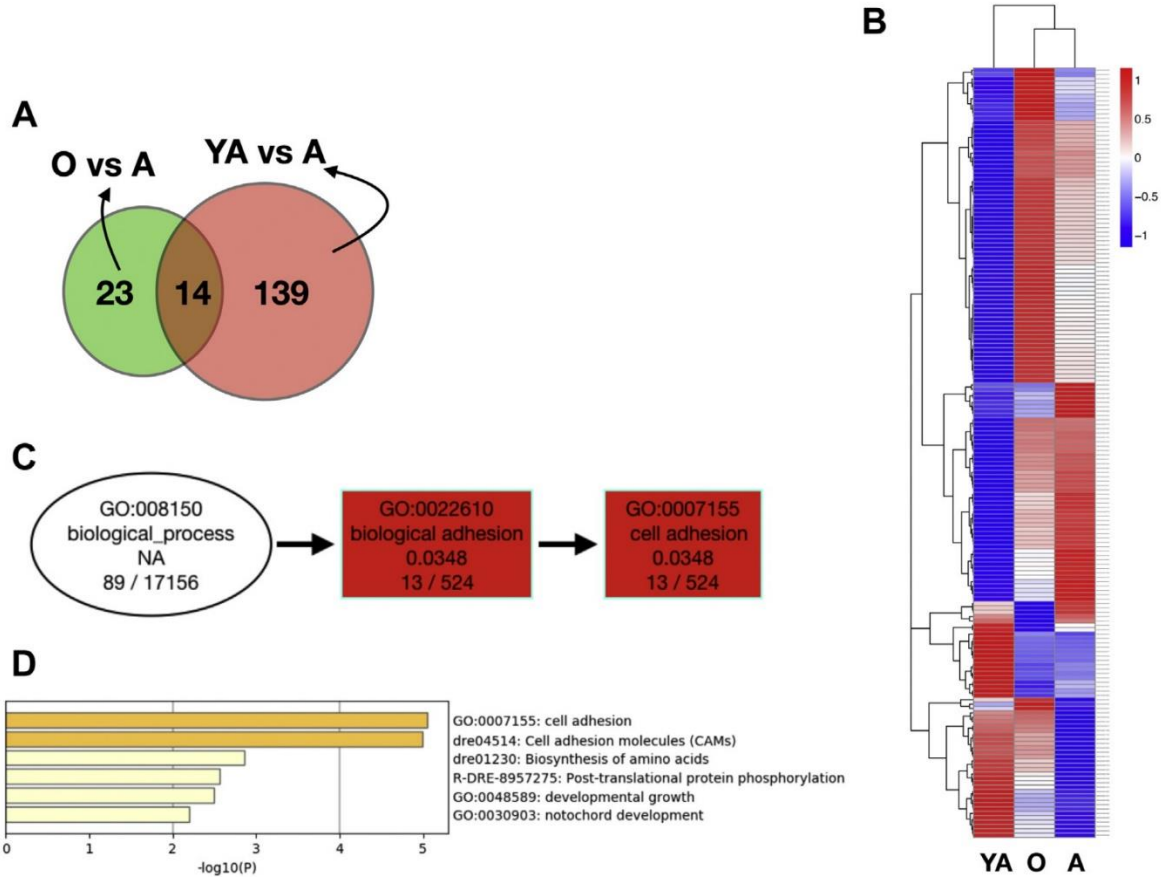 A
O vs A
YA vs A
23
14
139
B
1
0.5
0
−0.5
−1
YA O A
C
GO:008150
biological_process
NA
89 / 17156
GO:0022610
biological adhesion
0.0348
13 / 524
GO:0007155
cell adhesion
0.0348
13 / 524
D
GO:0007155: cell adhesion
dre04514: Cell adhesion molecules (CAMs)
dre01230: Biosynthesis of amino acids
R-DRE-8957275: Post-translational protein phosphorylation
GO:0048589: developmental growth
GO:0030903: notochord development
0 1 2 3 4 5
-log10(P)